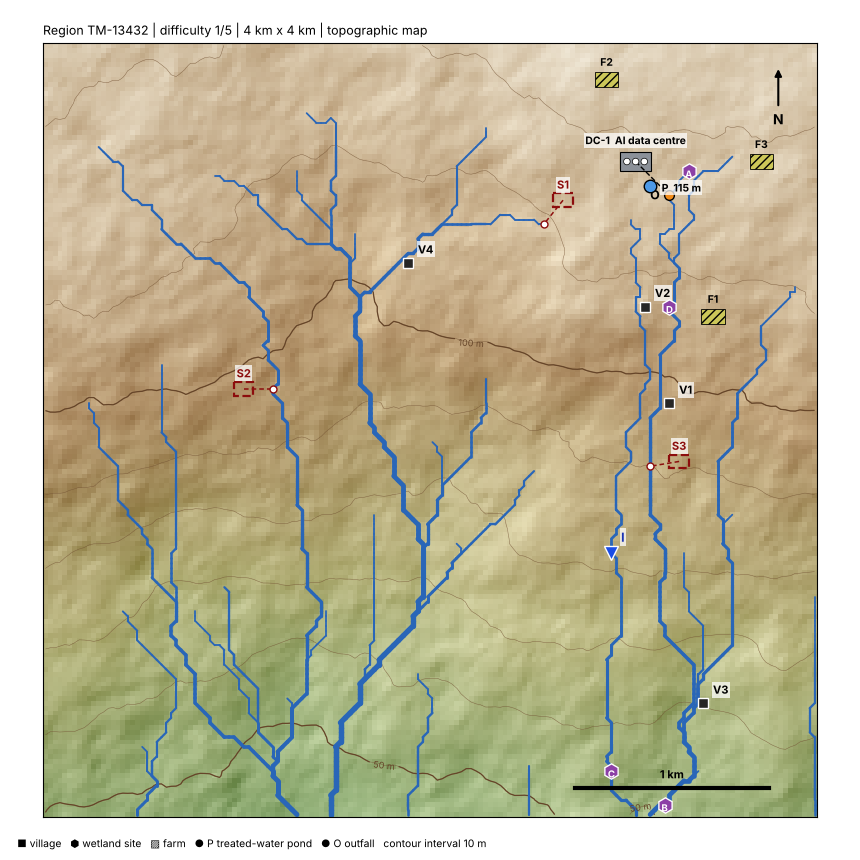 Region TM-13432 | difficulty 1/5 | 4 km x 4 km | topographic map
F2
N
DC-1 AI data centre
F3
A
S1
P 115 m
O
V4
V2
F1
D
100 m
S2
V1
S3
I
V3
50 m
C
1 km
B
village wetland site farm P treated-water pond O outfall contour interval 10 m